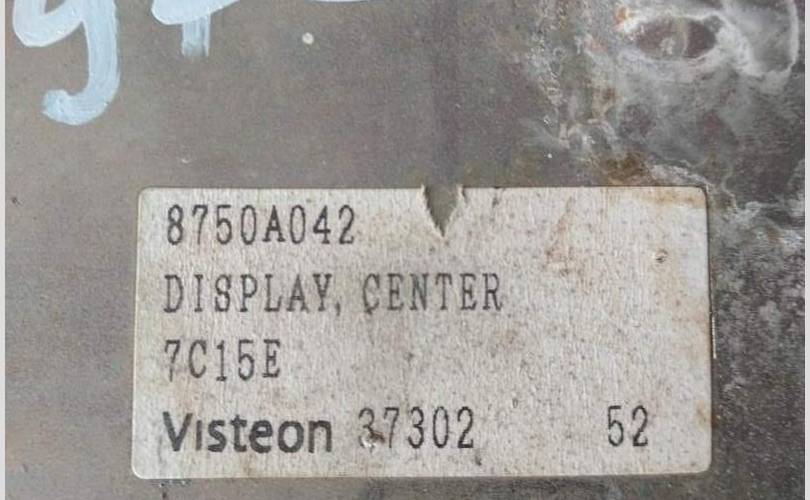 8750A042
DISPLAY, CENTER
7C15E
Visteon 37302 52